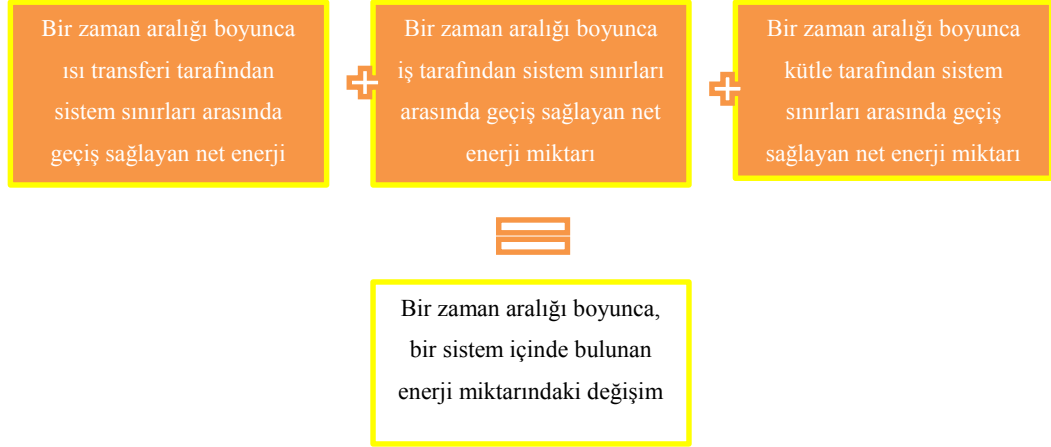 Bir zaman aralığı boyunca
ısı transferi tarafından
sistem sınırları arasında
geçiş sağlayan net enerji
+
Bir zaman aralığı boyunca
iş tarafından sistem sınırları
arasında geçiş sağlayan net
enerji miktarı
+
Bir zaman aralığı boyunca
kütle tarafından sistem
sınırları arasında geçiş
sağlayan net enerji miktarı
=
Bir zaman aralığı boyunca,
bir sistem içinde bulunan
enerji miktarındaki değişim